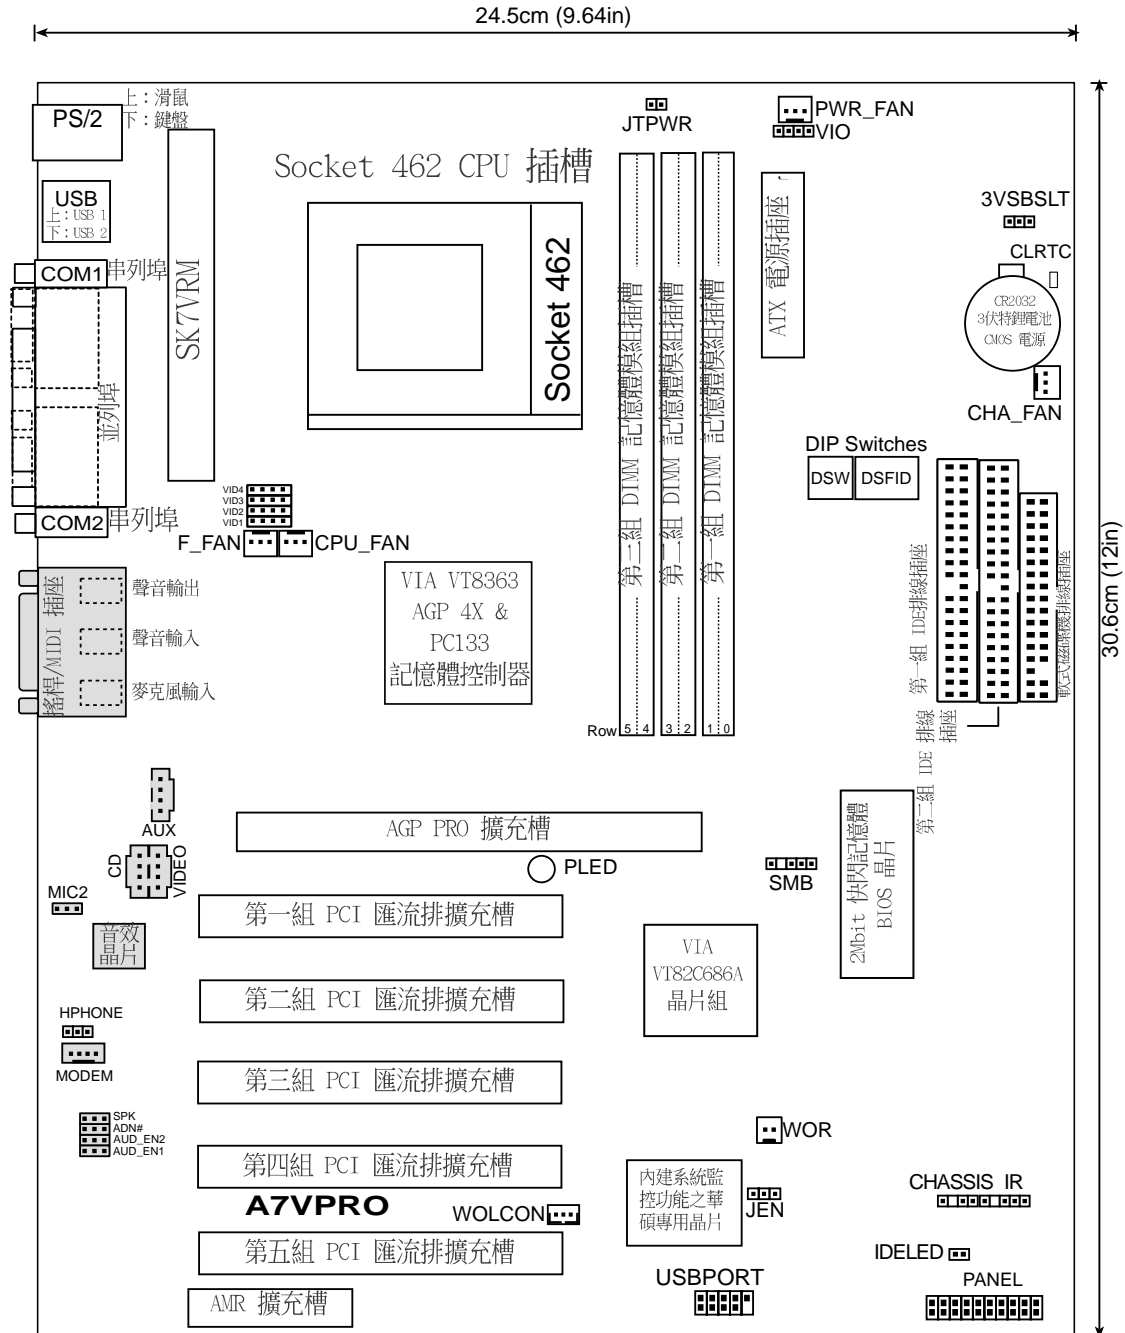 24.5cm (9.64in)
PS/2
上：滑鼠
下：鍵盤
JTPWR
PWR_FAN
VIO
Socket 462 CPU 插槽
USB
上：USB 1
下：USB 2
3VSBSLT
CLRTC
COM1
串列埠
SK7VRM
Socket 462
第三組 DIMM 記憶體模組插槽
第二組 DIMM 記憶體模組插槽
第一組 DIMM 記憶體模組插槽
ATX 電源插座
CR2032
3伏特鋰電池
CMOS 電源
CHA_FAN
並列埠
DIP Switches
DSW
DSFID
VID4
VID3
VID2
VID1
COM2
串列埠
F_FAN
CPU_FAN
30.6cm (12in)
搖桿/MIDI 插座
聲音輸出
聲音輸入
麥克風輸入
VIA VT8363
AGP 4X &
PC133
記憶體控制器
第一組 IDE排線插座
軟式磁碟機排線插座
第二組 IDE 排線
插座
Row
5
4
3
2
1
0
AUX
AGP PRO 擴充槽
CD
VIDEO
PLED
SMB
2Mbit 快閃記憶體
BIOS 晶片
MIC2
第一組 PCI 匯流排擴充槽
音效
晶片
VIA
VT82C686A
晶片組
第二組 PCI 匯流排擴充槽
HPHONE
MODEM
第三組 PCI 匯流排擴充槽
SPK
ADN#
AUD_EN2
AUD_EN1
WOR
第四組 PCI 匯流排擴充槽
內建系統監
控功能之華
碩專用晶片
JEN
CHASSIS
IR
A7VPRO
WOLCON
第五組 PCI 匯流排擴充槽
IDELED
USBPORT
PANEL
AMR 擴充槽